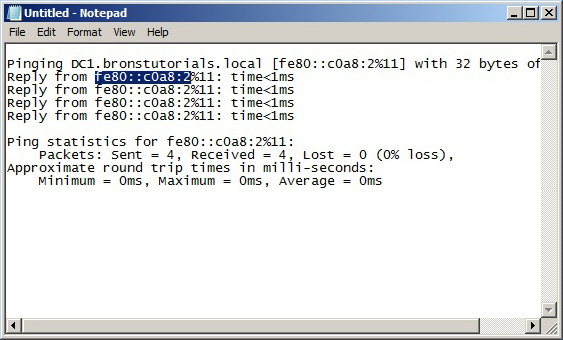 Untitled - Notepad
File Edit Format View Help
Pinging DC1.bronstutorials.local [fe80::c0a8:2%11] with 32 bytes of
Reply from fe80::c0a8:2%11: time<1ms
Reply from fe80::c0a8:2%11: time<1ms
Reply from fe80::c0a8:2%11: time<1ms
Reply from fe80::c0a8:2%11: time<1ms
Ping statistics for fe80::c0a8:2%11:
Packets: Sent = 4, Received = 4, Lost = 0 (0% loss),
Approximate round trip times in milli-seconds:
Minimum = 0ms, Maximum = 0ms, Average = 0ms